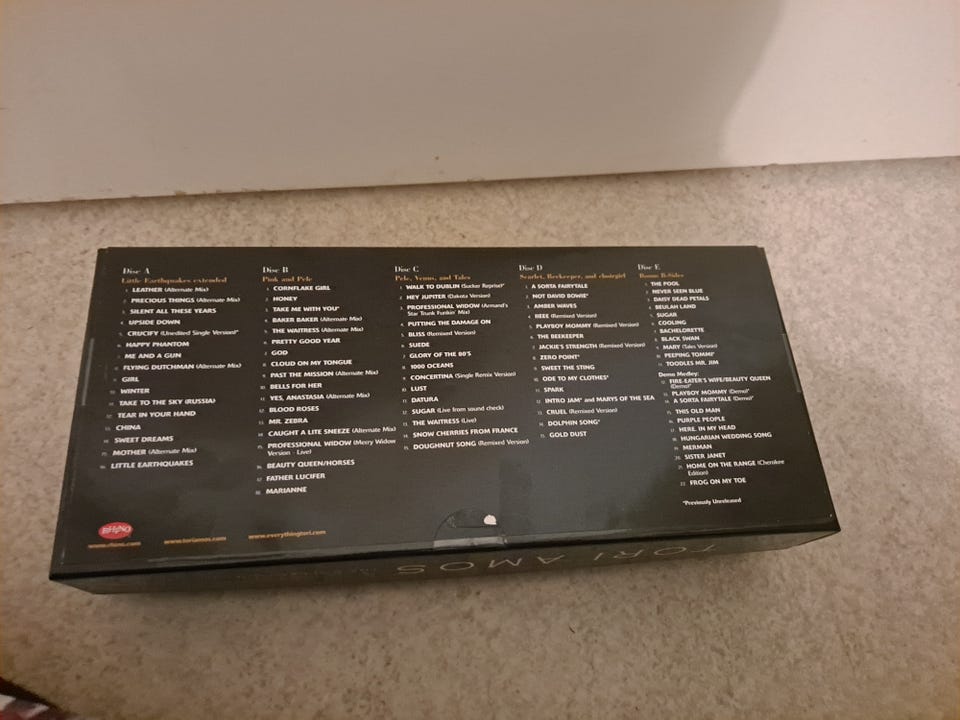 Disc A
Little Earthquakes extended
1. LEATHER (Alternate Mix)
2. PRECIOUS THINGS (Alternate Mix)
3. SILENT ALL THESE YEARS
4. UPSIDE DOWN
5. CRUCIFY (Unedited Single Version)*
6. HAPPY PHANTOM
7. ME AND A GUN
8. FLYING DUTCHMAN (Alternate Mix)
9. GIRL
10. WINTER
11. TAKE TO THE SKY (RUSSIA)
12. TEAR IN YOUR HAND
13. CHINA
14. SWEET DREAMS
15. MOTHER (Alternate Mix)
16. LITTLE EARTHQUAKES
Disc B
Pink and Pele
1. CORNFLAKE GIRL
2. HONEY
3. TAKE ME WITH YOU*
4. BAKER BAKER (Alternate Mix)
5. THE WAITRESS (Alternate Mix)
6. PRETTY GOOD YEAR
7. GOD
8. CLOUD ON MY TONGUE
9. PAST THE MISSION (Alternate Mix)
10. BELLS FOR HER
11. YES, ANASTASIA (Alternate Mix)
12. BLOOD ROSES
13. MR. ZEBRA
14. CAUGHT A LITE SNEEZE (Alternate Mix)
15. PROFESSIONAL WIDOW (Merry Widow
Version - Live)
16. BEAUTY QUEEN/HORSES
17. FATHER LUCIFER
18. MARIANNE
Disc C
Pele, Venus, and Tales
1. WALK TO DUBLIN (Sucker Reprise)*
2. HEY JUPITER (Dakota Version)
3. PROFESSIONAL WIDOW (Armand's
Star Trunk Funkin' Mix)
4. PUTTING THE DAMAGE ON
5. BLISS (Remixed Version)
6. SUEDE
7. GLORY OF THE 80'S
8. 1000 OCEANS
9. CONCERTINA (Single Remix Version)
10. LUST
11. DATURA
12. SUGAR (Live from sound check)
13. THE WAITRESS (Live)
14. SNOW CHERRIES FROM FRANCE
15. DOUGHNUT SONG (Remixed Version)
Disc D
Scarlet, Beekeeper, and choirgirl
1. A SORTA FAIRYTALE
2. NOT DAVID BOWIE*
3. AMBER WAVES
4. iIEEE (Remixed Version)
5. PLAYBOY MOMMY (Remixed Version)
6. THE BEEKEEPER
7. JACKIE'S STRENGTH (Remixed Version)
8. ZERO POINT*
9. SWEET THE STING
10. ODE TO MY CLOTHES*
11. SPARK
12. INTRO JAM* and MARYS OF THE SEA
13. CRUEL (Remixed Version)
14. DOLPHIN SONG*
15. GOLD DUST
Disc E
Bonus B-Sides
1. THE POOL
2. NEVER SEEN BLUE
3. DAISY DEAD PETALS
4. BEULAH LAND
5. SUGAR
6. COOLING
7. BACHELORETTE
8. BLACK SWAN
9. MARY (Tales Version)
10. PEEPING TOMMI*
11. TOODLES MR. JIM
Demo Medley:
12. FIRE-EATER'S WIFE/BEAUTY QUEEN
(Demo)*
13. PLAYBOY MOMMY (Demo)*
14. A SORTA FAIRYTALE (Demo)*
15. THIS OLD MAN
16. PURPLE PEOPLE
17. HERE. IN MY HEAD
18. HUNGARIAN WEDDING SONG
19. MERMAN
20. SISTER JANET
21. HOME ON THE RANGE (Cherokee
Edition)
22. FROG ON MY TOE
*Previously Unreleased
RHINO
www.rhino.com
www.toriamos.com
www.everythingtori.com
TORI AMOS